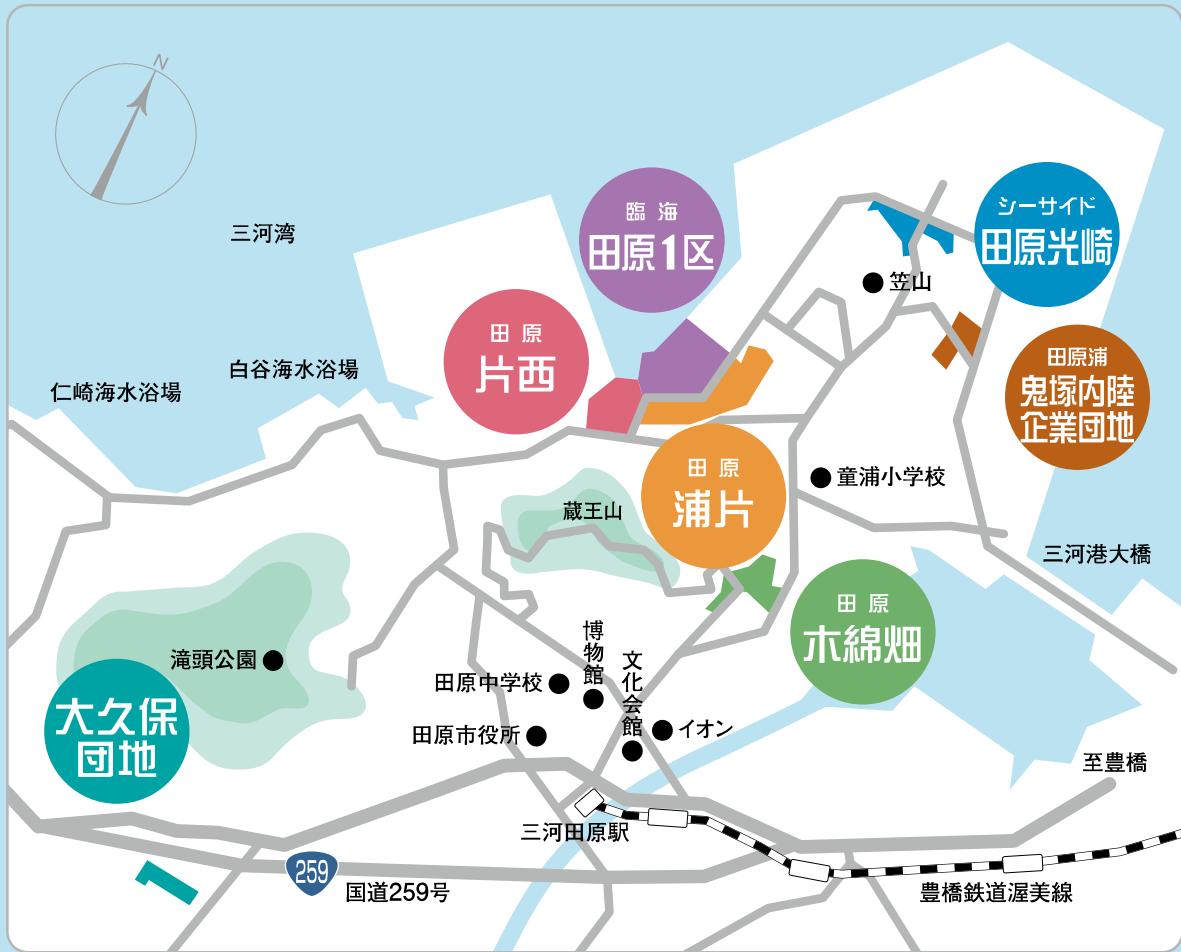 N
三河湾
臨海
田原1区
シーサイド
田原光崎
笠山
田原
片西
田原浦
鬼塚内陸
企業団地
白谷海水浴場
仁崎海水浴場
田原
浦片
童浦小学校
蔵王山
三河港大橋
田原
木綿畑
博物館
文化会館
滝頭公園
田原中学校
大久保
団地
田原市役所
イオン
至豊橋
三河田原駅
259
国道259号
豊橋鉄道渥美線